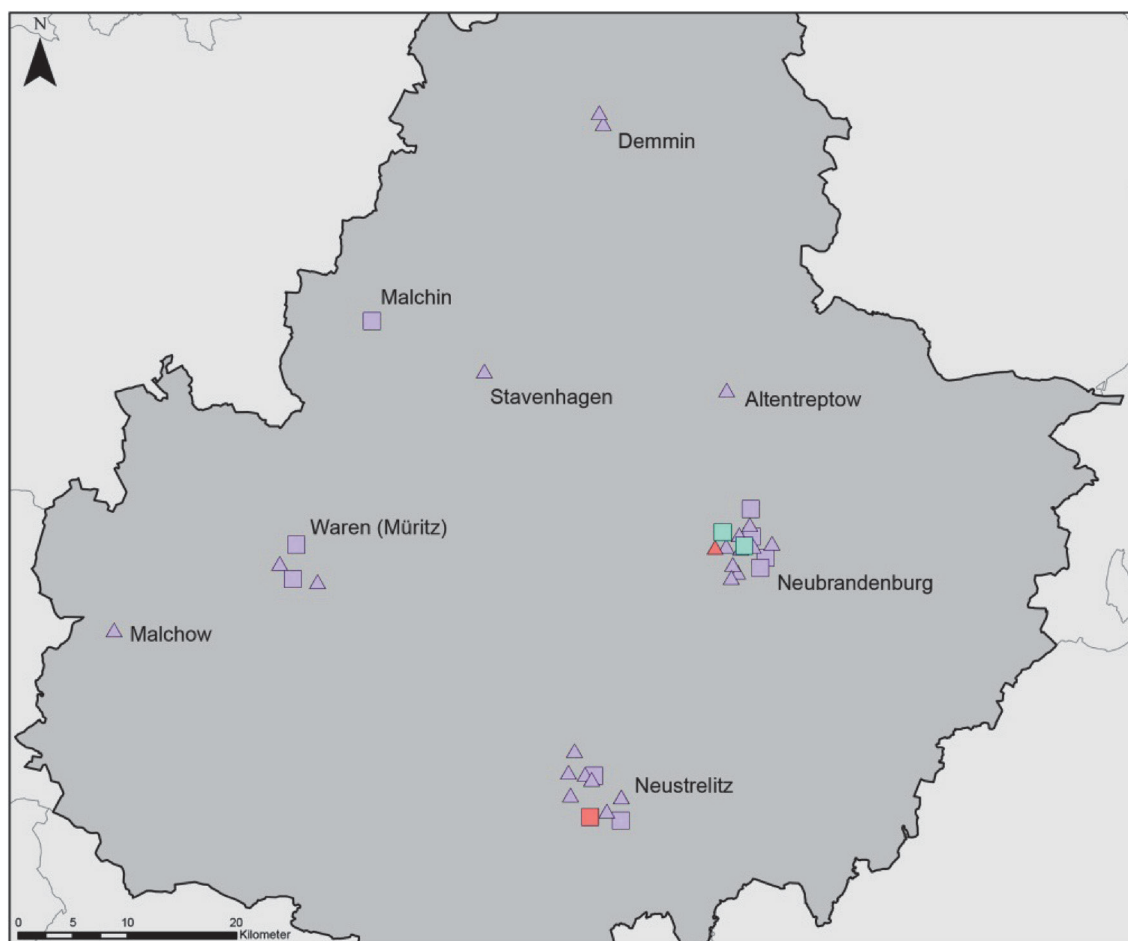 N
Demmin
Malchin
Stavenhagen
Altentreptow
Waren (Müritz)
Neubrandenburg
Malchow
Neustrelitz
0 5 10 20
Kilometer